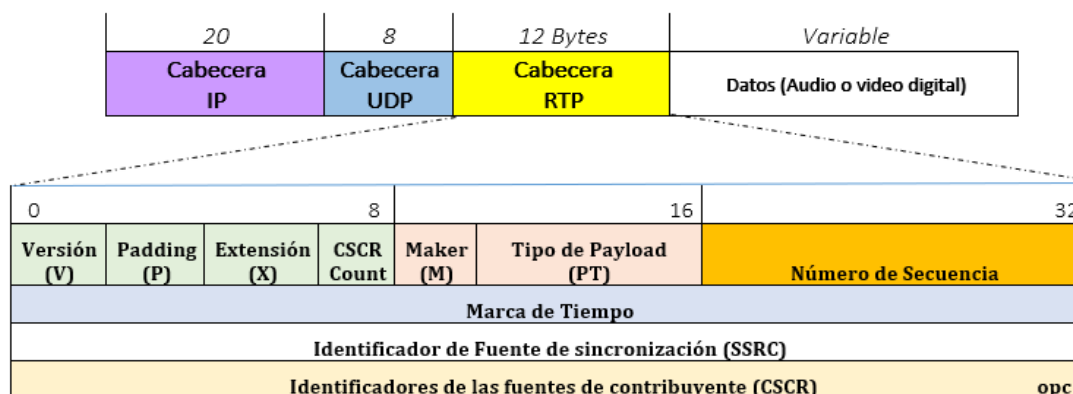 20 8 12 Bytes Variable
Cabecera IP Cabecera UDP Cabecera RTP Datos (Audio o video digital)
0 8 16 32
Versión (V) Padding (P) Extensión (X) CSCR Count Maker (M) Tipo de Payload (PT) Número de Secuencia
Marca de Tiempo
Identificador de Fuente de sincronización (SSRC)
Identificadores de las fuentes de contribuyente (CSCR) opc